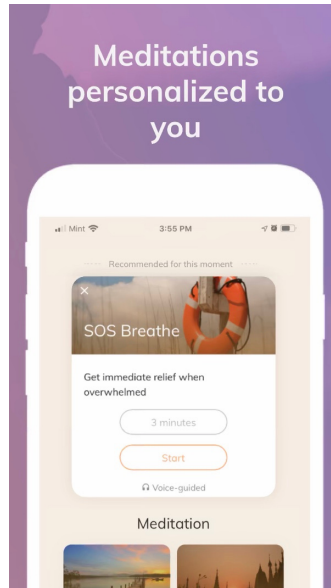 Meditations
personalized to
you
Mint
3:55 PM
Recommended for this moment
SOS Breathe
Get immediate relief when
overwhelmed
3 minutes
Start
Voice-guided
Meditation